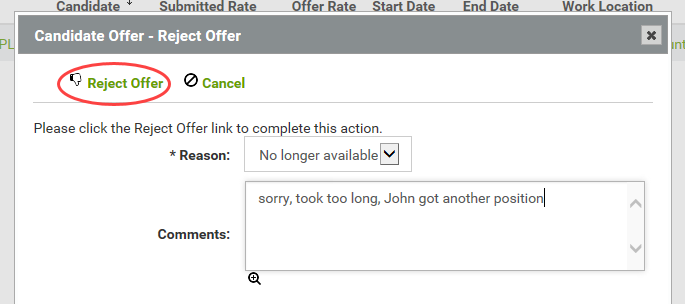 Candidate Submitted Rate Offer Rate Start Date End Date Work Location
Candidate Offer - Reject Offer
PL
unt
Reject Offer Cancel
Please click the Reject Offer link to complete this action.
* Reason: No longer available
sorry, took too long, John got another position
Comments: